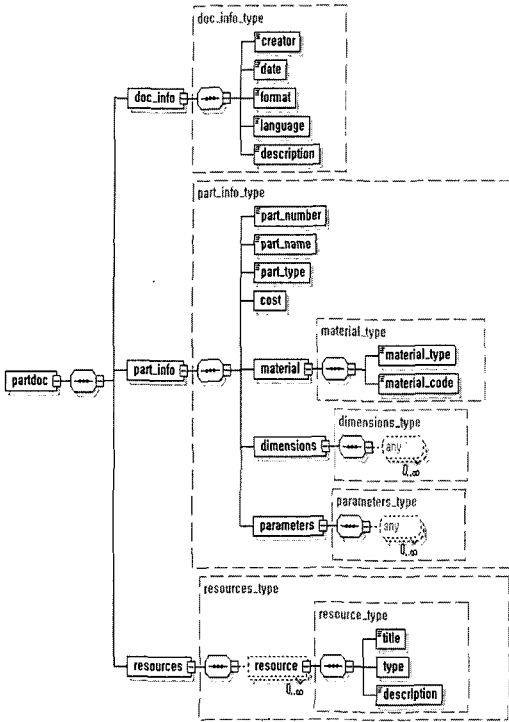 doc_info_type
creator
date
doc_info
format
language
description
part_info_type
part_number
part_name
part_type
cost
material_type
partdoc
part_info
material
material_type
material_code
dimensions_type
dimensions
any
0..∞
parameters_type
parameters
any
0..∞
resources_type
resource_type
title
resources
resource
type
0..∞
description